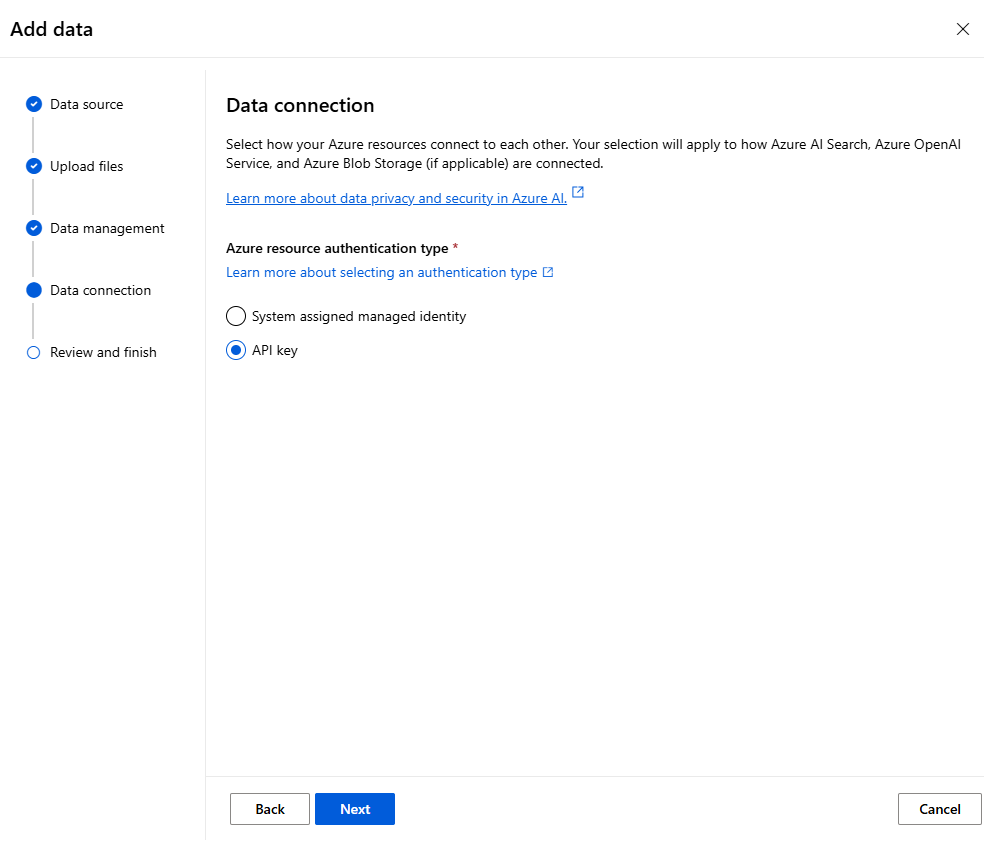 Add data
Data source
Upload files
Data management
Data connection
Review and finish
Data connection
Select how your Azure resources connect to each other. Your selection will apply to how Azure AI Search, Azure OpenAI
Service, and Azure Blob Storage (if applicable) are connected.
Learn more about data privacy and security in Azure AI.
Azure resource authentication type *
Learn more about selecting an authentication type
System assigned managed identity
API key
Back
Next
Cancel